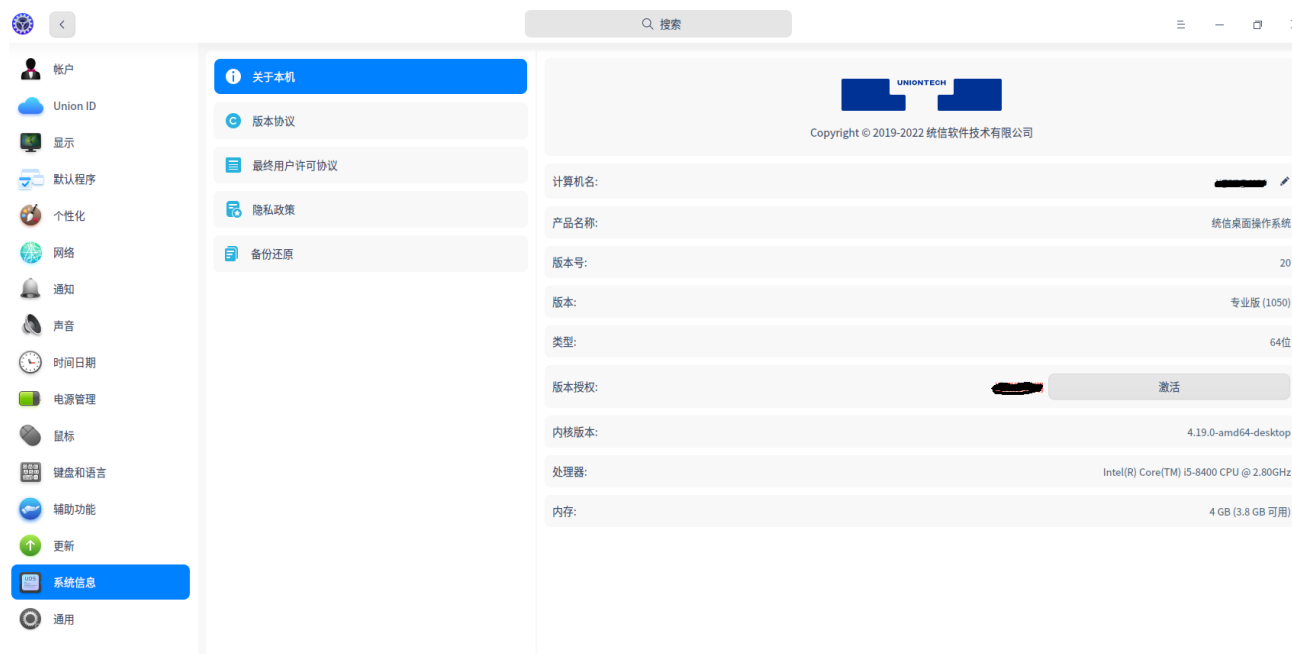 搜索
帐户
Union ID
显示
默认程序
个性化
网络
通知
声音
时间日期
电源管理
鼠标
键盘和语言
辅助功能
更新
UOS
系统信息
通用
关于本机
版本协议
最终用户许可协议
隐私政策
备份还原
UNIONTECH
Copyright © 2019-2022 统信软件技术有限公司
计算机名:
产品名称: 统信桌面操作系统
版本号: 20
版本: 专业版 (1050)
类型: 64位
版本授权: 激活
内核版本: 4.19.0-amd64-desktop
处理器: Intel(R) Core(TM) i5-8400 CPU @ 2.80GHz
内存: 4 GB (3.8 GB 可用)